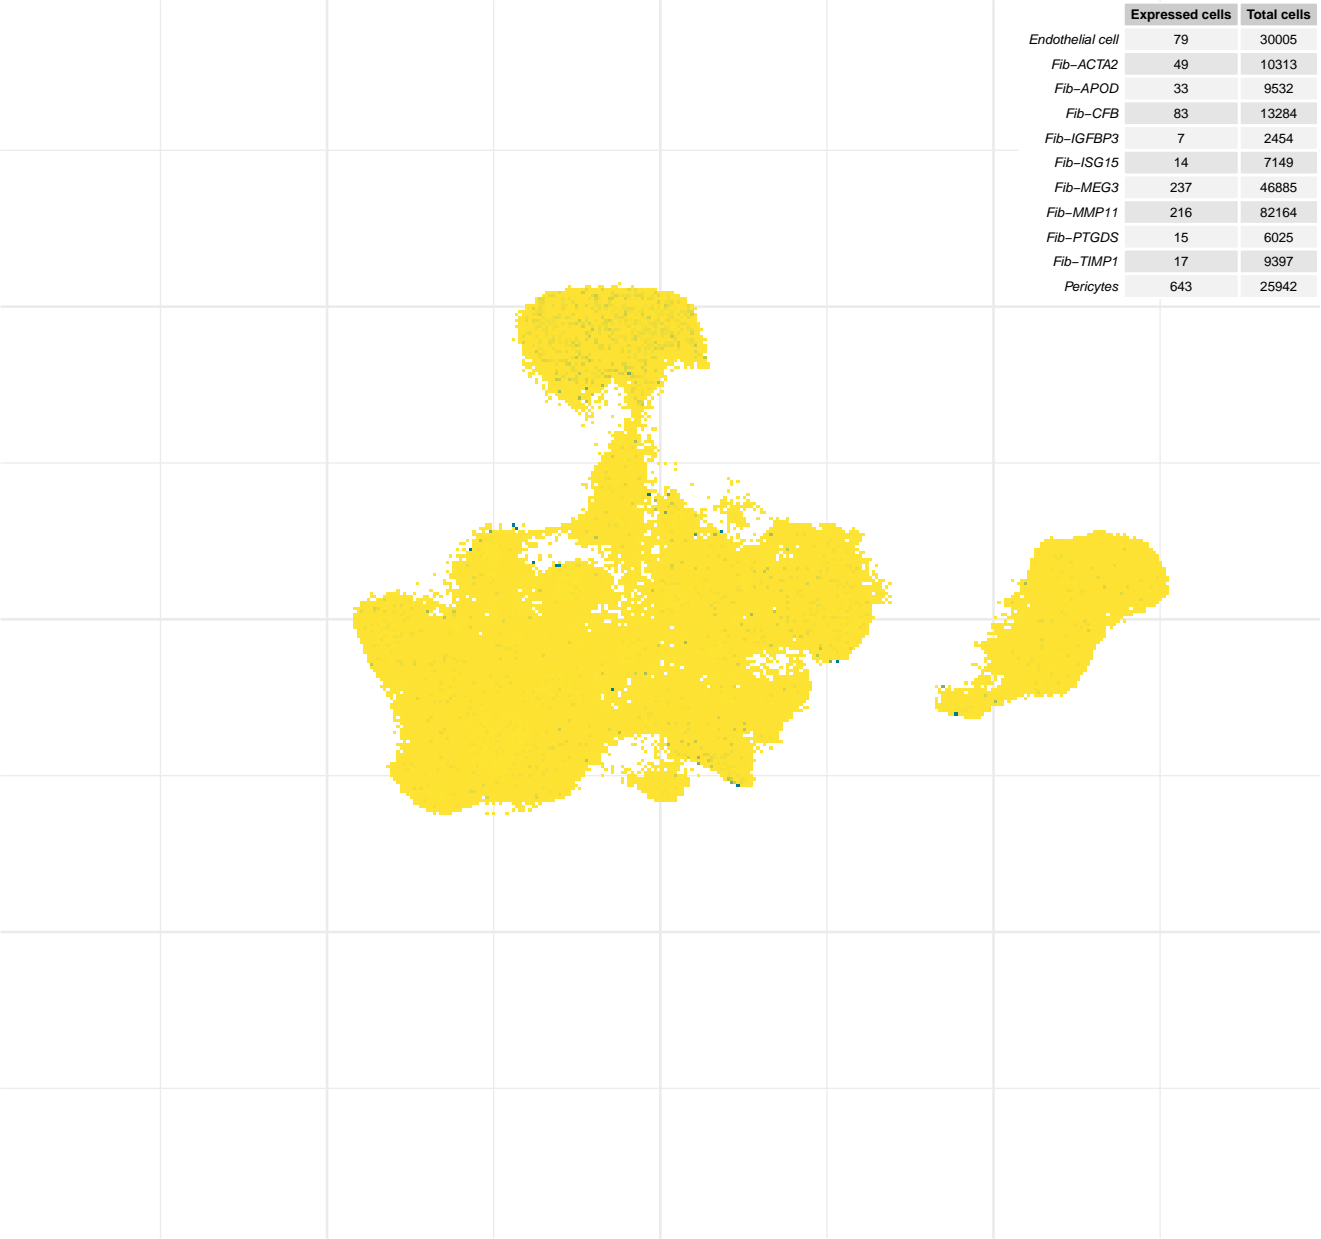 Expressed cells Total cells
Endothelial cell 79 30005
Fib−ACTA2 49 10313
Fib−APOD 33 9532
Fib−CFB 83 13284
Fib−IGFBP3 7 2454
Fib−ISG15 14 7149
Fib−MEG3 237 46885
Fib−MMP11 216 82164
Fib−PTGDS 15 6025
Fib−TIMP1 17 9397
Pericytes 643 25942